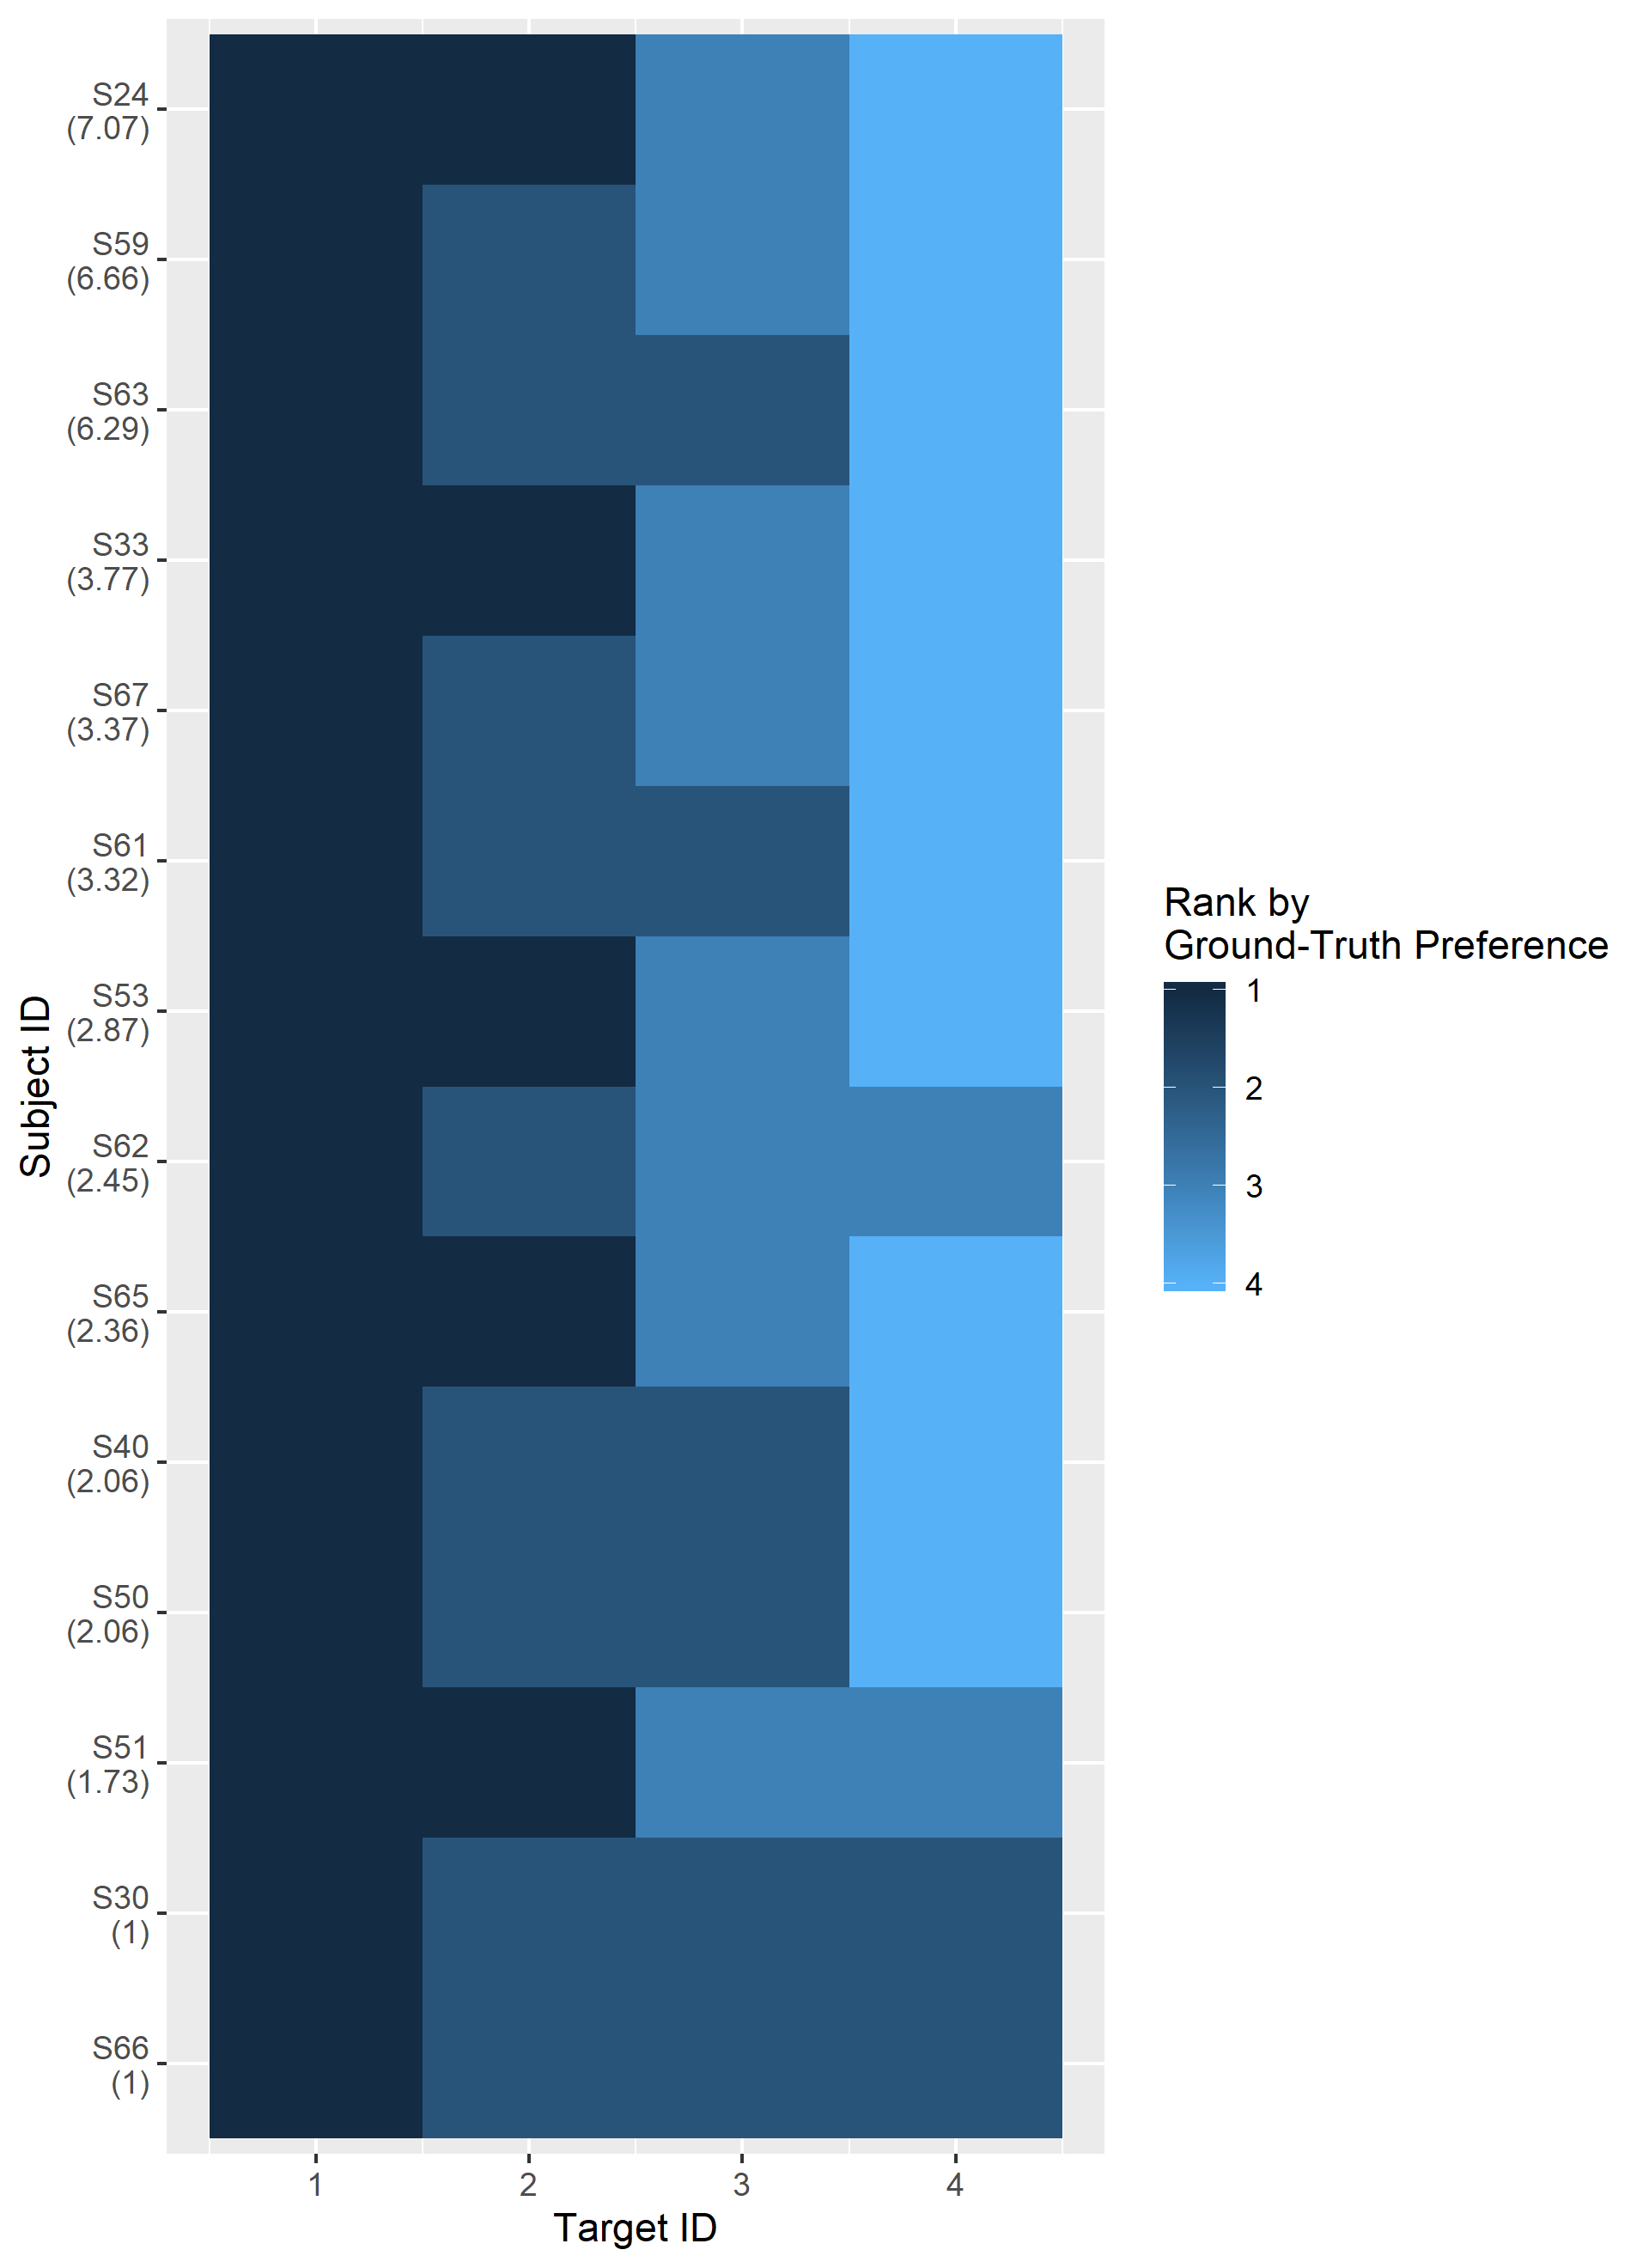 S24
(7.07)
S59
(6.66)
S63
(6.29)
S33
(3.77)
S67
(3.37)
S61
(3.32)
S53
(2.87)
S62
(2.45)
S65
(2.36)
S40
(2.06)
S50
(2.06)
S51
(1.73)
S30
(1)
S66
(1)
Subject ID
1 2 3 4
Target ID
Rank by
Ground-Truth Preference
1
2
3
4